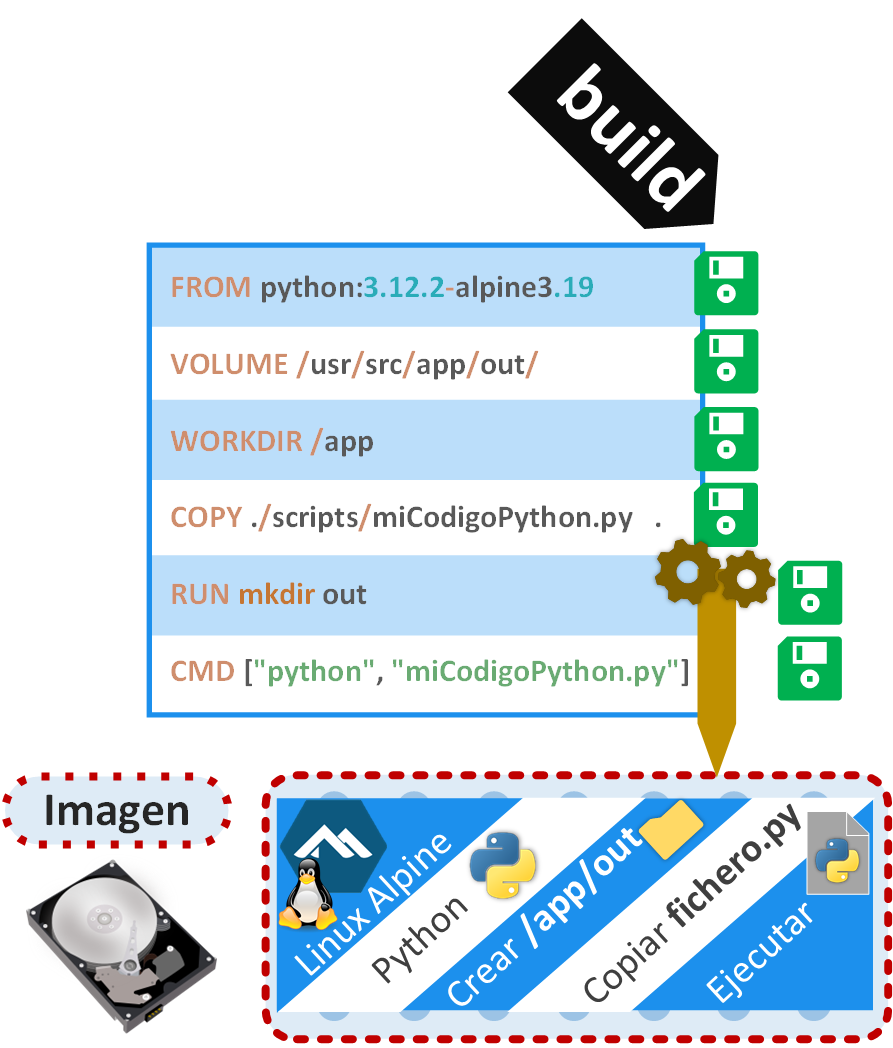 build
FROM python:3.12.2-alpine3.19
VOLUME /usr/src/app/out/
WORKDIR /app
COPY ./scripts/miCodigoPython.py .
RUN mkdir out
CMD ["python", "miCodigoPython.py"]
Imagen
Linux Alpine
Python
Crear /app/out
Copiar fichero.py
Ejecutar